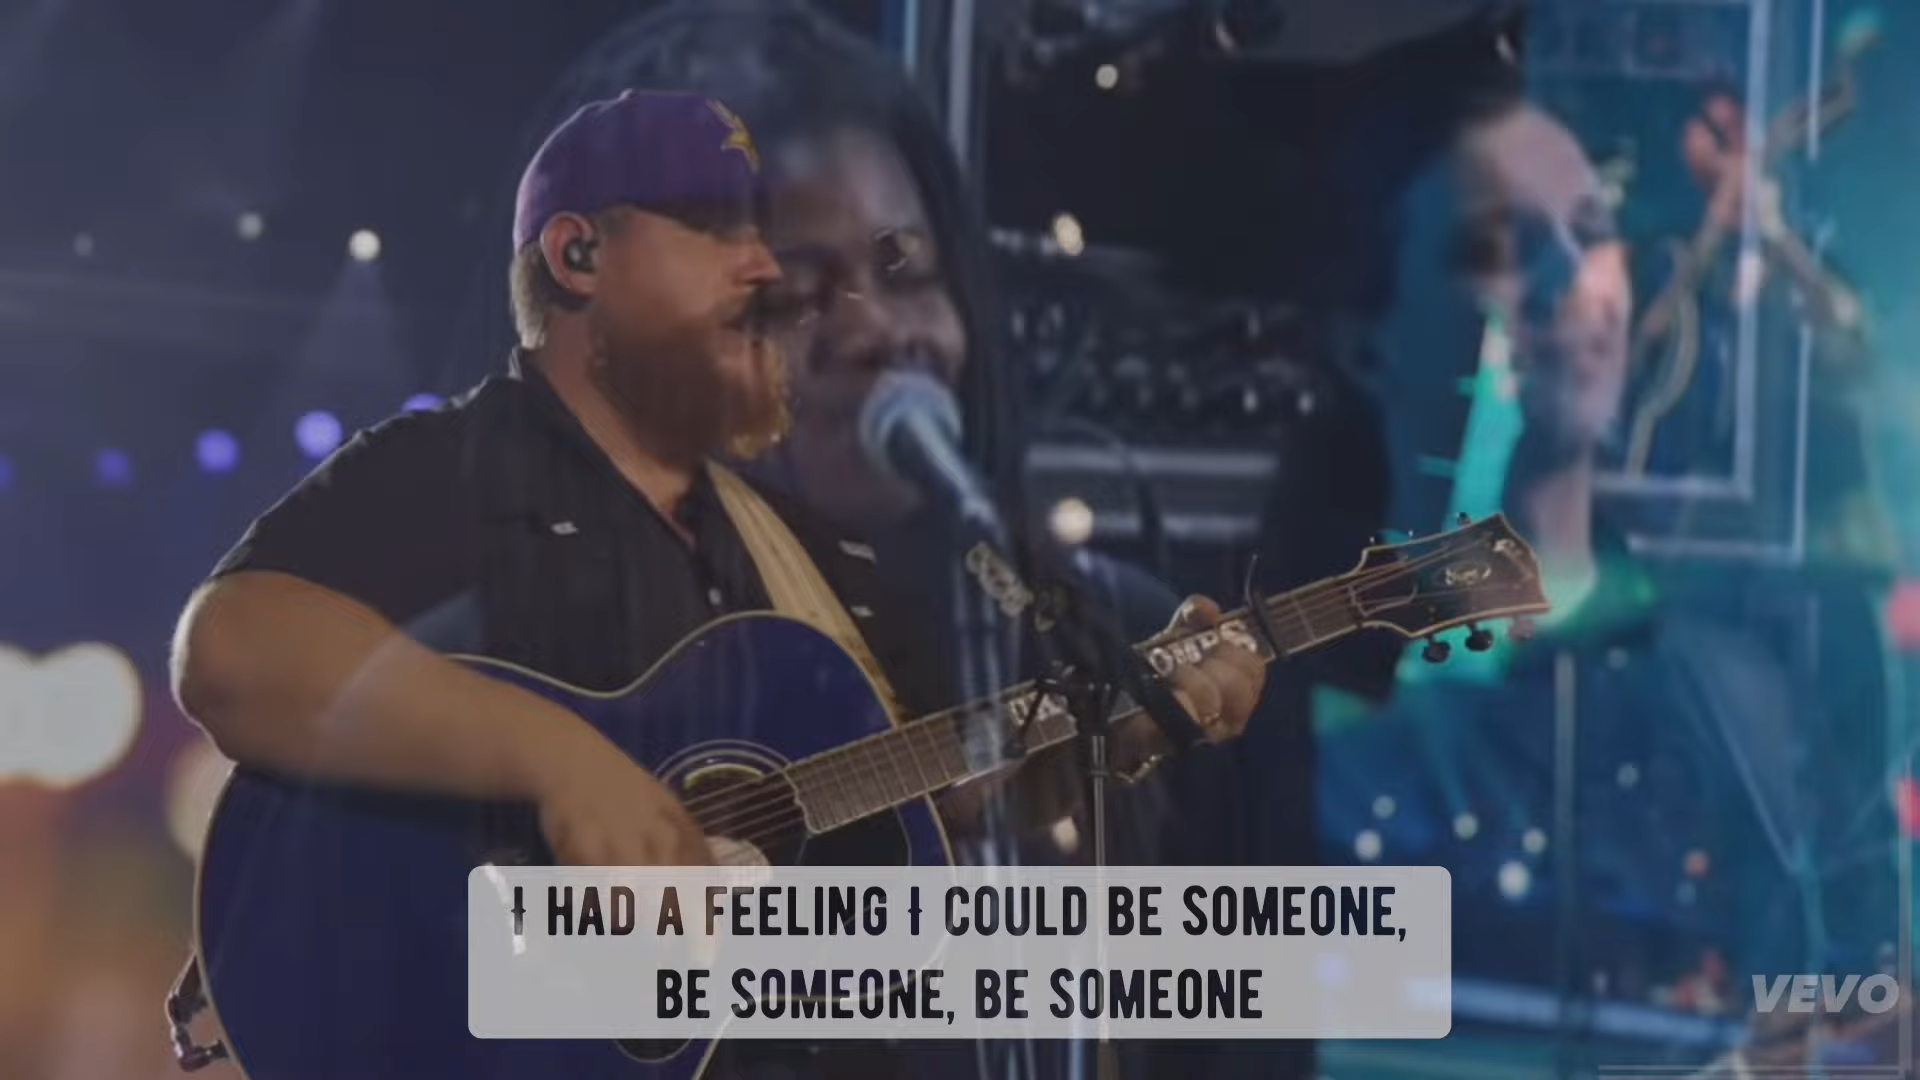 I HAD A FEELING I COULD BE SOMEONE,
BE SOMEONE, BE SOMEONE
VEVO